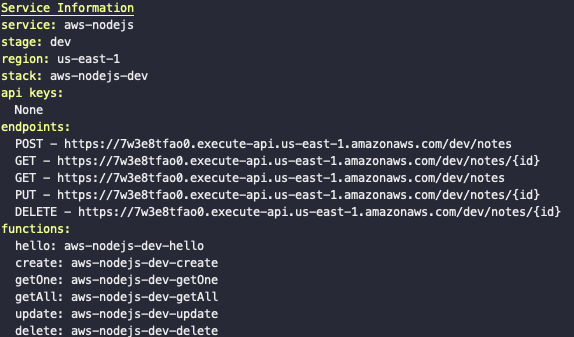 Service Information
service: aws-nodejs
stage: dev
region: us-east-1
stack: aws-nodejs-dev
api keys:
  None
endpoints:
  POST - https://7w3e8tfao0.execute-api.us-east-1.amazonaws.com/dev/notes
  GET - https://7w3e8tfao0.execute-api.us-east-1.amazonaws.com/dev/notes/{id}
  GET - https://7w3e8tfao0.execute-api.us-east-1.amazonaws.com/dev/notes
  PUT - https://7w3e8tfao0.execute-api.us-east-1.amazonaws.com/dev/notes/{id}
  DELETE - https://7w3e8tfao0.execute-api.us-east-1.amazonaws.com/dev/notes/{id}
functions:
  hello: aws-nodejs-dev-hello
  create: aws-nodejs-dev-create
  getOne: aws-nodejs-dev-getOne
  getAll: aws-nodejs-dev-getAll
  update: aws-nodejs-dev-update
  delete: aws-nodejs-dev-delete